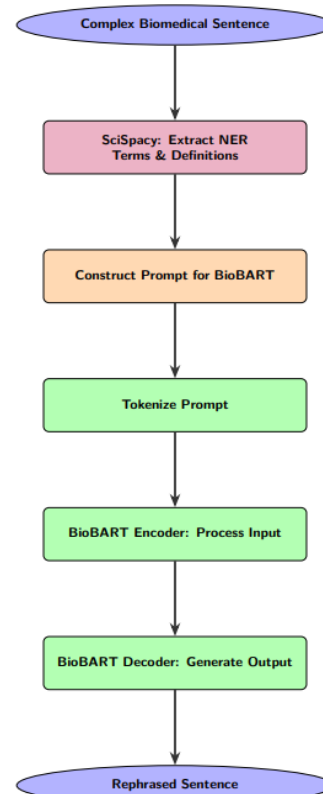 Complex Biomedical Sentence
SciSpacy: Extract NER
Terms & Definitions
Construct Prompt for BioBART
Tokenize Prompt
BioBART Encoder: Process Input
BioBART Decoder: Generate Output
Rephrased Sentence